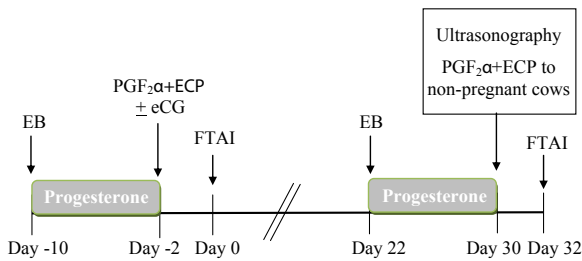 Ultrasonography
PGF₂α+ECP to
non-pregnant cows
PGF₂α+ECP
± eCG
EB
FTAI
EB
FTAI
Progesterone
Progesterone
Day -10
Day -2
Day 0
Day 22
Day 30
Day 32